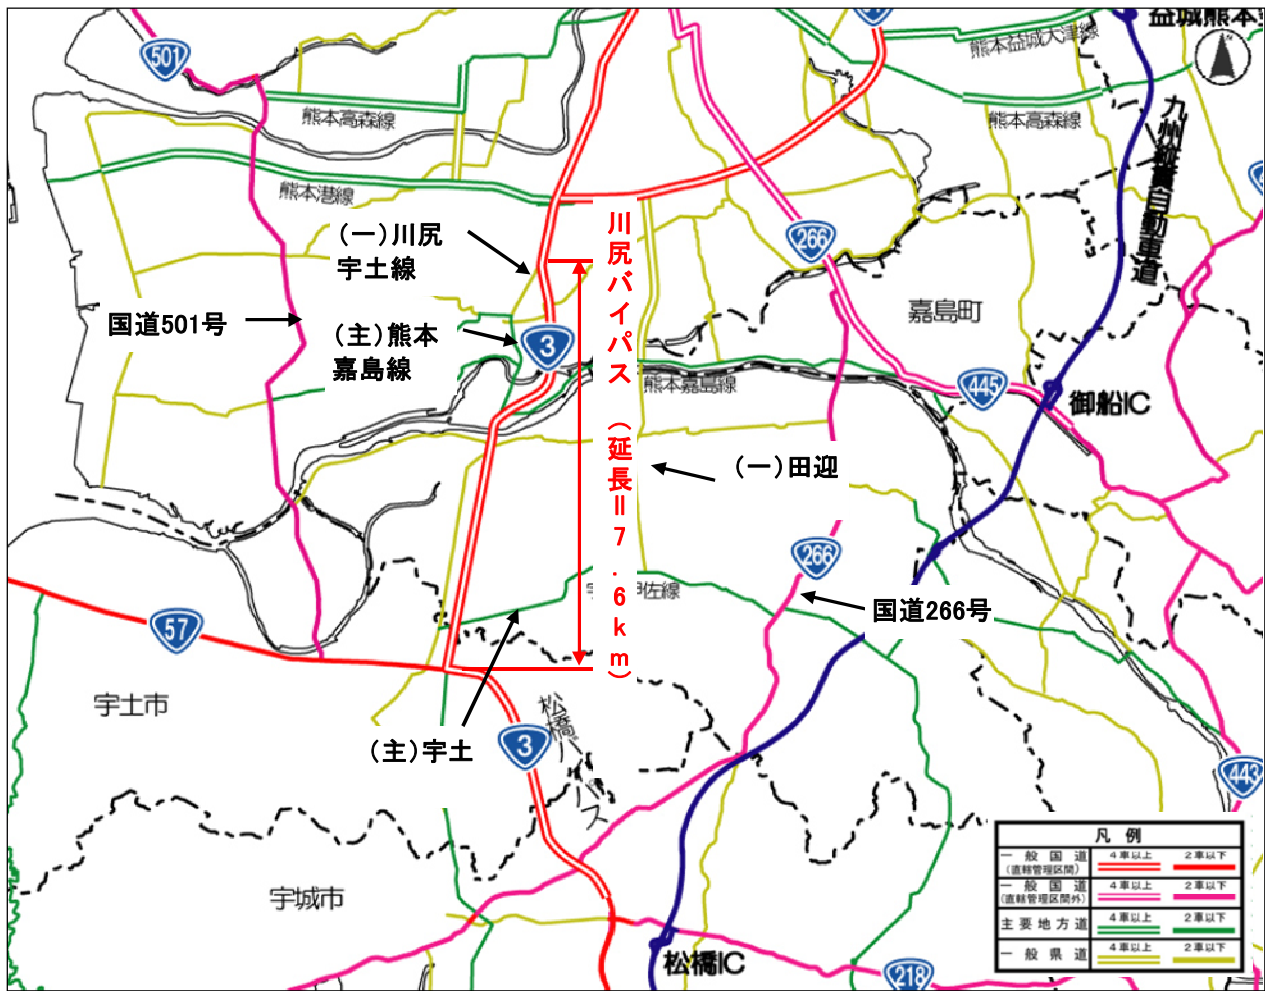 益城熊本
501
熊本益城大津線
熊本高森線
熊本高森線
九州縦貫自動車道
熊本港線
(一)川尻
宇土線
266
川尻バイパス(延長=7.6km)
国道501号
(主)熊本
嘉島線
3
嘉島町
熊本嘉島線
445
御船IC
(一)田迎
266
佐線
国道266号
57
宇土市
松橋バイパス
(主)宇土
3
443
宇城市
松橋IC
218
凡 例
一般国道
(直轄管理区間)
4車以上
2車以下
一般国道
(直轄管理区間外)
4車以上
2車以下
主要地方道
4車以上
2車以下
一般県道
4車以上
2車以下